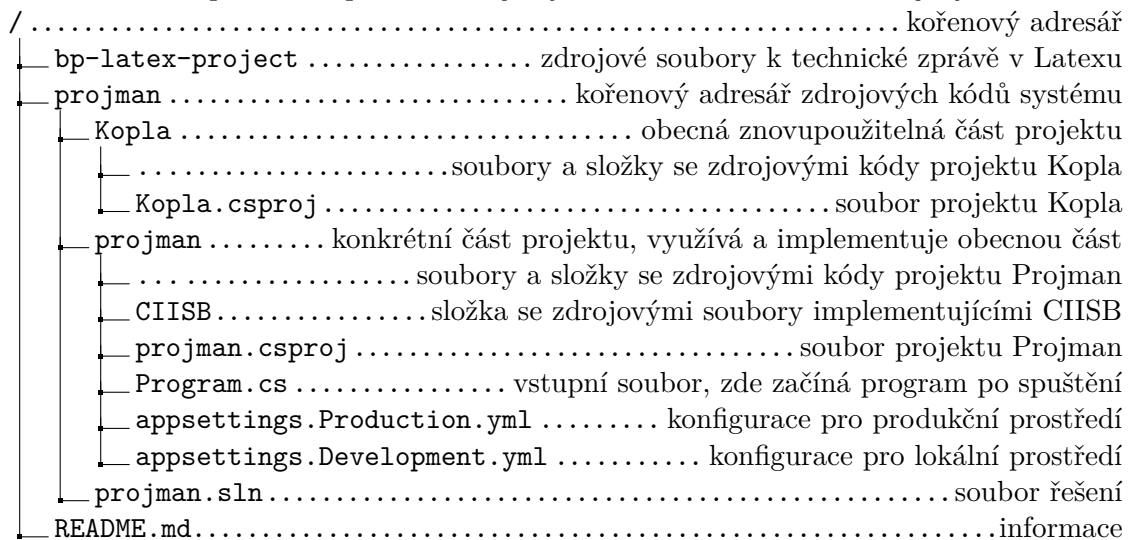 / ........ kořenový adresář
bp-latex-project ........ zdrojové soubory k technické zprávě v Latexu
projman ........ kořenový adresář zdrojových kódů systému
Kopla ........ obecná znovupoužitelná část projektu
... ........ soubory a složky se zdrojovými kódy projektu Kopla
Kopla.csproj ........ soubor projektu Kopla
projman ........ konkrétní část projektu, využívá a implementuje obecnou část
... ........ soubory a složky se zdrojovými kódy projektu Projman
CIISB ........ složka se zdrojovými soubory implementujícími CIISB
projman.csproj ........ soubor projektu Projman
Program.cs ........ vstupní soubor, zde začíná program po spuštění
appsettings.Production.yml ........ konfigurace pro produkční prostředí
appsettings.Development.yml ........ konfigurace pro lokální prostředí
projman.sln ........ soubor řešení
README.md ........ informace